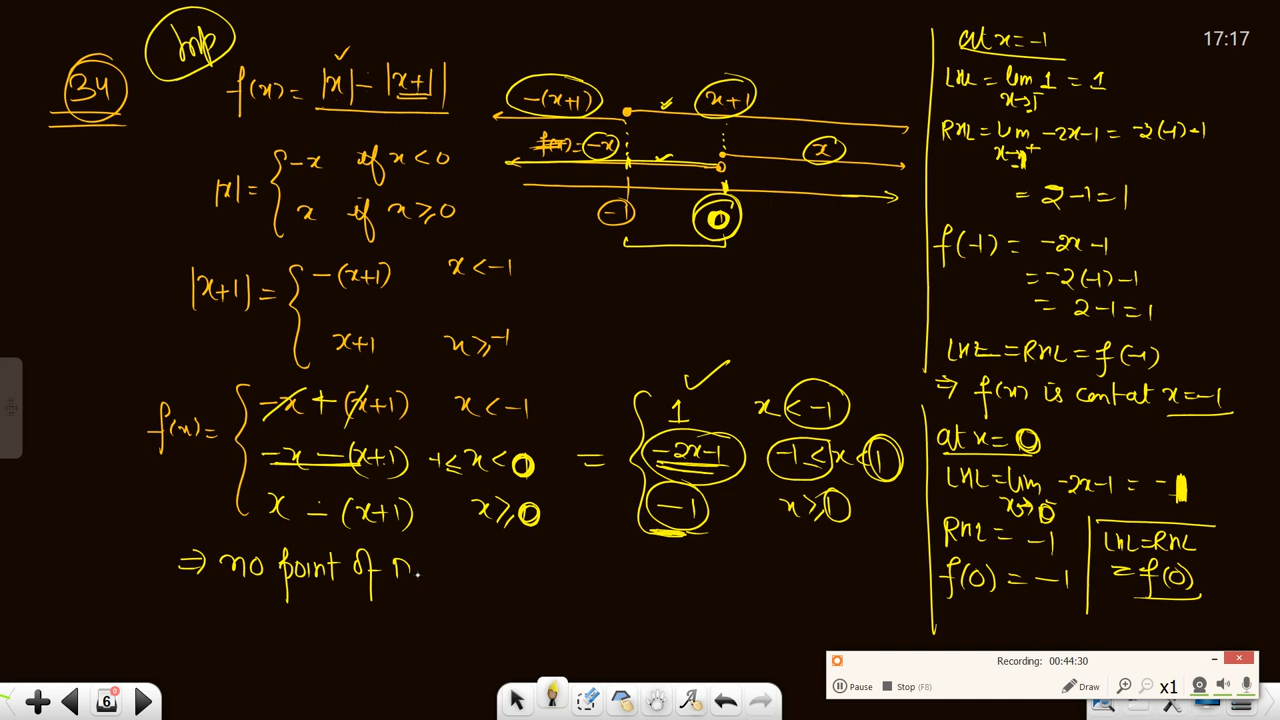 17:17
Imp
34
f(x) = |x| - |x+1|
|x| = { -x if x < 0
x if x ≥ 0
|x+1| = { -(x+1) x < -1
x+1 x ≥ -1
f(x) = { -x + (x+1) x < -1
-x - (x+1) -1 ≤ x < 0
x - (x+1) x ≥ 0
= { 1 x < -1
-2x-1 -1 ≤ x < 1
-1 x ≥ 1
⇒ no point of
-(x+1) x+1
= -x x
-1 0
at x = -1
LHL = lim 1 = 1
x→-1⁻
RHL = lim -2x-1 = -2(-1)-1
x→-1⁺
= 2-1 = 1
f(-1) = -2x-1
= -2(-1)-1
= 2-1 = 1
LHL = RHL = f(-1)
⇒ f(x) is cont at x = -1
at x = 0
LHL = lim -2x-1 = -1
x→0⁻
RHL = -1
f(0) = -1
LHL = RHL
= f(0)
Recording: 00:44:30
Pause Stop (F8) Draw x1
6 0